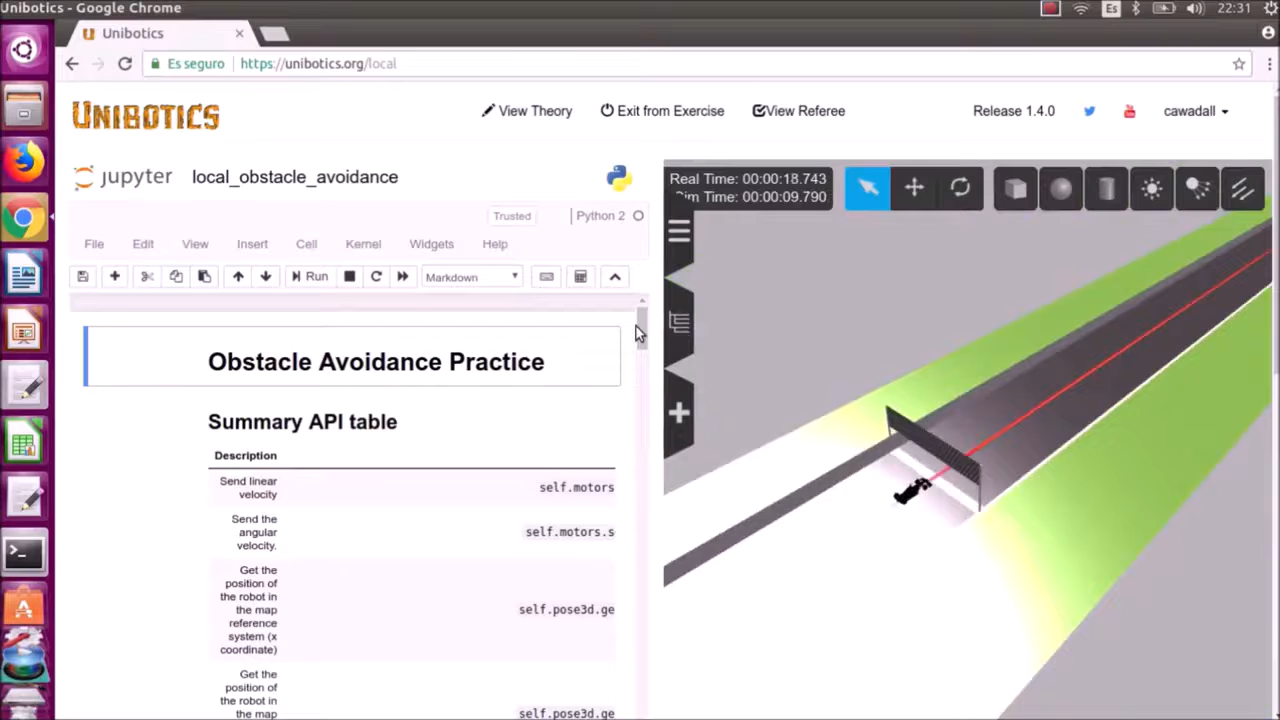 Unibotics - Google Chrome
Es
22:31
Unibotics
Es seguro
https://unibotics.org/local
UNIBOTICS
View Theory
Exit from Exercise
View Referee
Release 1.4.0
cawadall
jupyter
local_obstacle_avoidance
Trusted
Python 2
File
Edit
View
Insert
Cell
Kernel
Widgets
Help
Run
Markdown
Obstacle Avoidance Practice
Summary API table
Description
Send linear
velocity
self.motors
Send the
angular
velocity.
self.motors.s
Get the
position of
the robot in
the map
reference
system (x
coordinate)
self.pose3d.ge
Get the
position of
the robot in
the map
self.pose3d.ge
Real Time: 00:00:18.743
Sim Time: 00:00:09.790